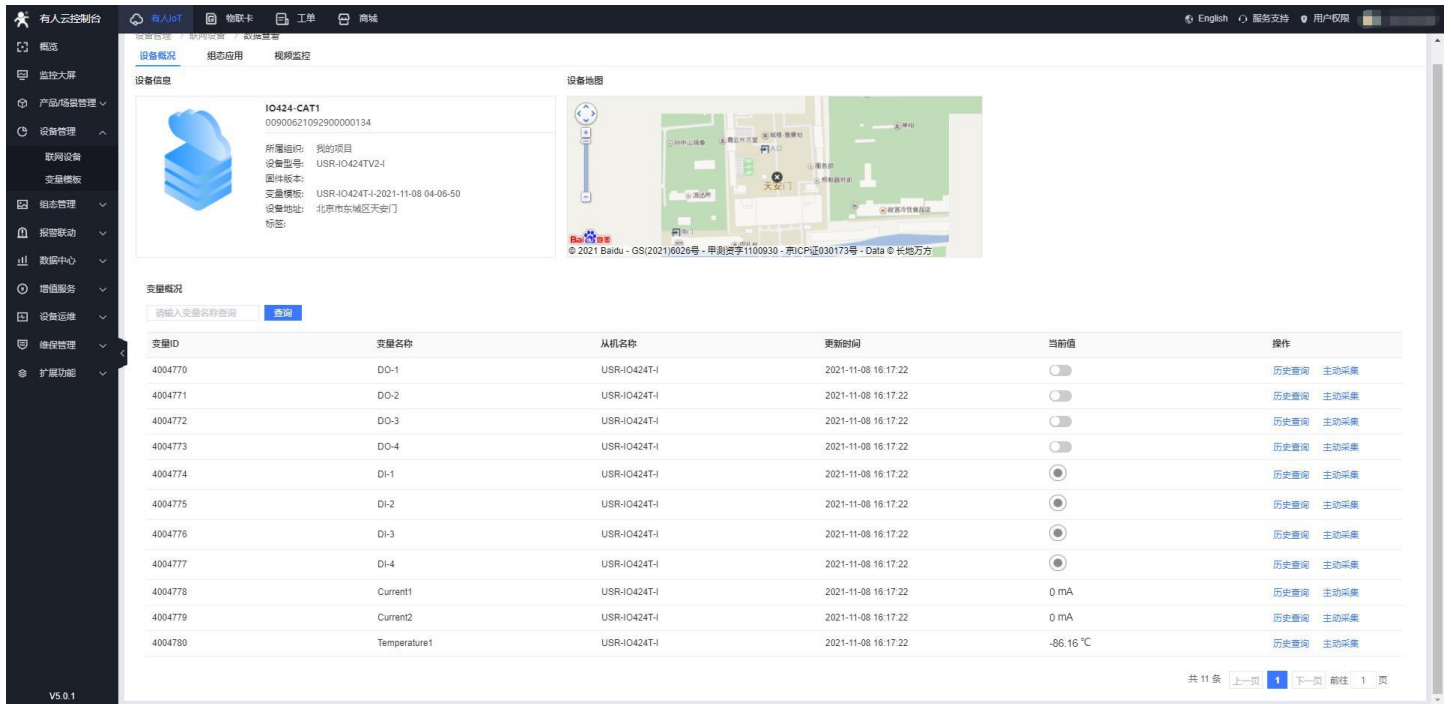 有人云控制台
有人IoT 物联卡 工单 商城
English 服务支持 用户权限
概览
监控大屏
产品/场景管理
设备管理
联网设备
变量模板
组态管理
报警联动
数据中心
增值服务
设备运维
维保管理
扩展功能
V5.0.1
设备管理 / 联网设备 / 数据查看
设备概况 组态应用 视频监控
设备信息
IO424-CAT1
00900621092900000134
所属组织: 我的项目
设备型号: USR-IO424TV2-I
固件版本:
变量模板: USR-IO424T-I-2021-11-08 04-06-50
设备地址: 北京市东城区天安门
标签:
设备地图
天安门
Bai
© 2021 Baidu - GS(2021)6026号 - 甲测资字1100930 - 京ICP证030173号 - Data © 长地万方
变量概况
请输入变量名称查询 查询
变量ID 变量名称 从机名称 更新时间 当前值 操作
4004770 DO-1 USR-IO424T-I 2021-11-08 16:17:22 历史查询 主动采集
4004771 DO-2 USR-IO424T-I 2021-11-08 16:17:22 历史查询 主动采集
4004772 DO-3 USR-IO424T-I 2021-11-08 16:17:22 历史查询 主动采集
4004773 DO-4 USR-IO424T-I 2021-11-08 16:17:22 历史查询 主动采集
4004774 DI-1 USR-IO424T-I 2021-11-08 16:17:22 历史查询 主动采集
4004775 DI-2 USR-IO424T-I 2021-11-08 16:17:22 历史查询 主动采集
4004776 DI-3 USR-IO424T-I 2021-11-08 16:17:22 历史查询 主动采集
4004777 DI-4 USR-IO424T-I 2021-11-08 16:17:22 历史查询 主动采集
4004778 Current1 USR-IO424T-I 2021-11-08 16:17:22 0 mA 历史查询 主动采集
4004779 Current2 USR-IO424T-I 2021-11-08 16:17:22 0 mA 历史查询 主动采集
4004780 Temperature1 USR-IO424T-I 2021-11-08 16:17:22 -86.16 ℃ 历史查询 主动采集
共 11 条 上一页 1 下一页 前往 1 页